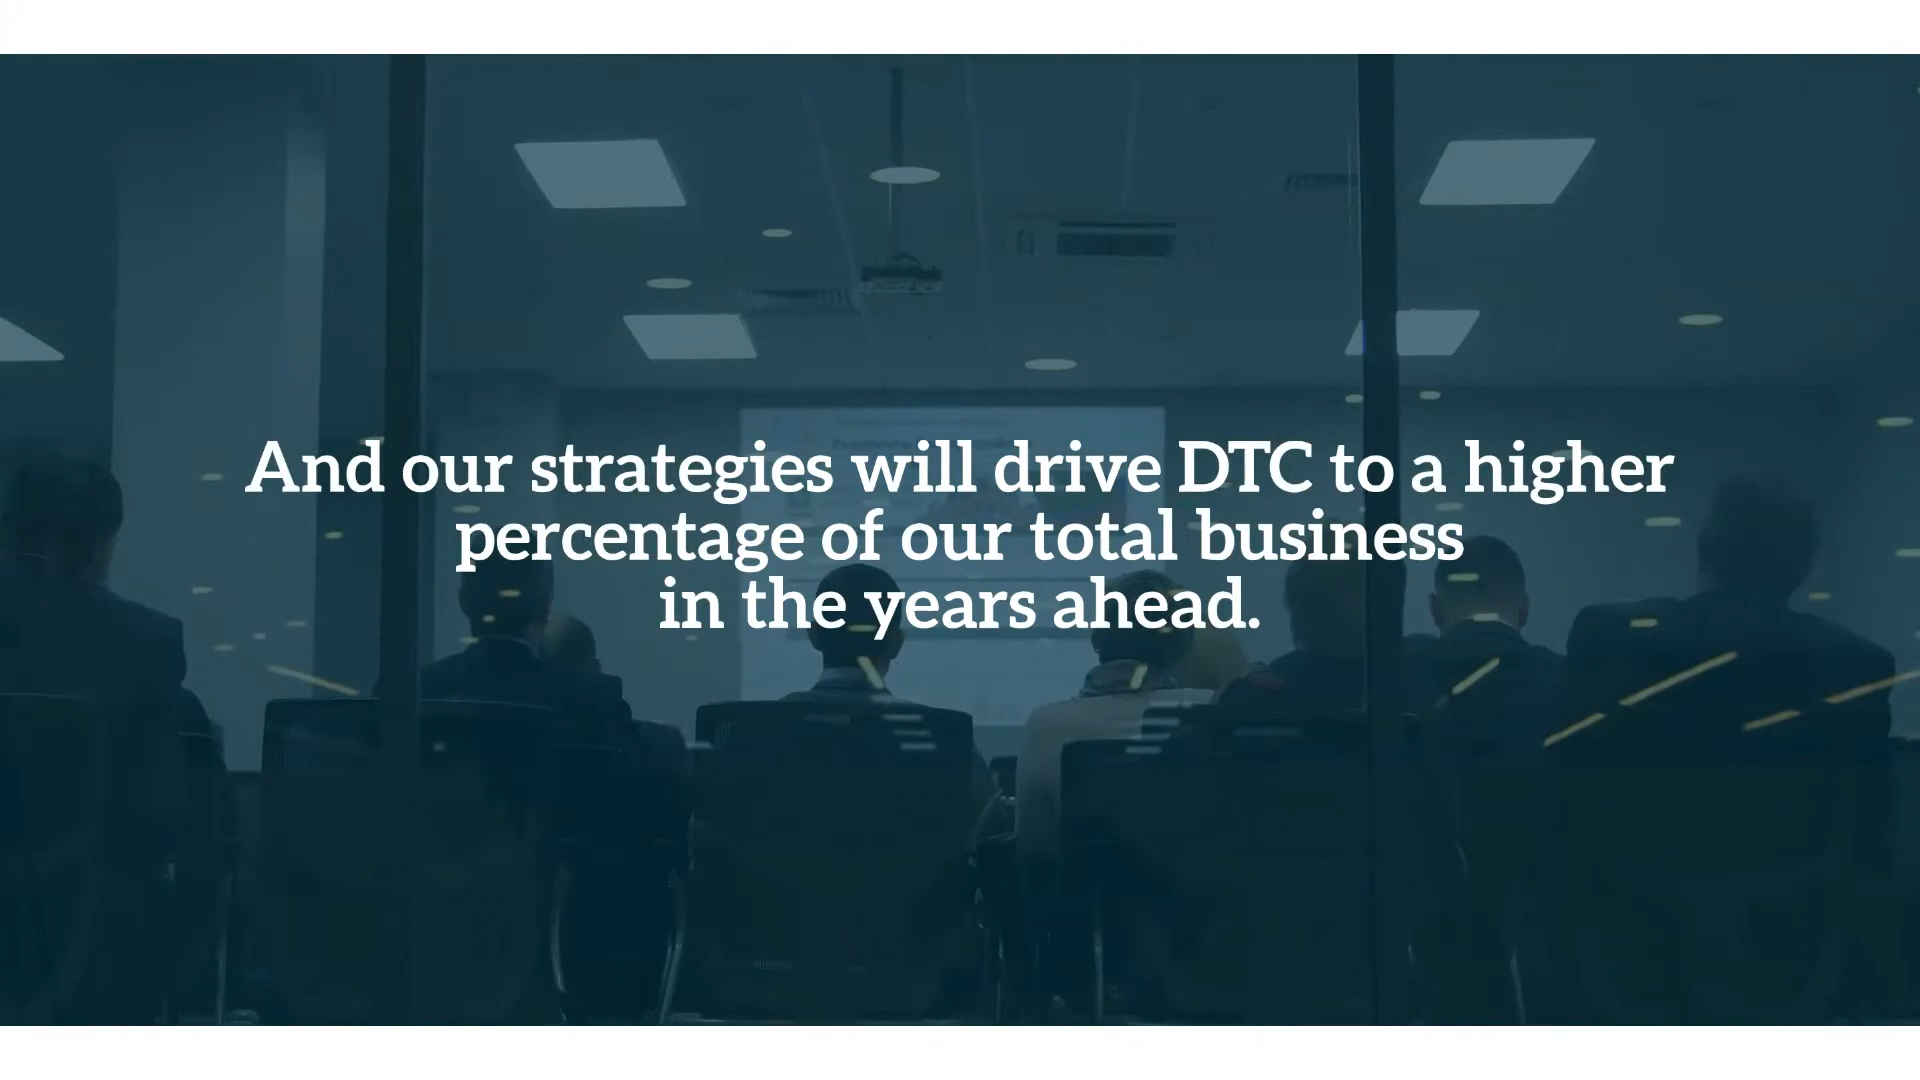 And our strategies will drive DTC to a higher
percentage of our total business
in the years ahead.